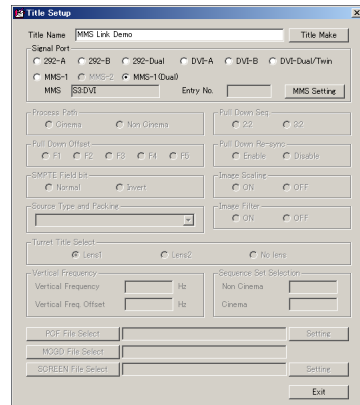 Title Setup
Title Name MMS Link Demo Title Make
Signal Port
292-A 292-B 292-Dual DVI-A DVI-B DVI-Dual/Twin
MMS-1 MMS-2 MMS-1(Dual)
MMS S3:DVI Entry No. MMS Setting
Process Path Pull Down Seq.
Cinema Non Cinema 2:2 3:2
Pull Down Offset Pull Down Re-sync
F1 F2 F3 F4 F5 Enable Disable
SMPTE Field bit Image Scaling
Normal Invert ON OFF
Source Type and Packing Image Filter
ON OFF
Turret Title Select
Lens1 Lens2 No lens
Vertical Frequency Sequence Set Selection
Vertical Frequency Hz Non Cinema
Vertical Freq. Offset Hz Cinema
PCF File Select Setting
MCGD File Select
SCREEN File Select Setting
Exit